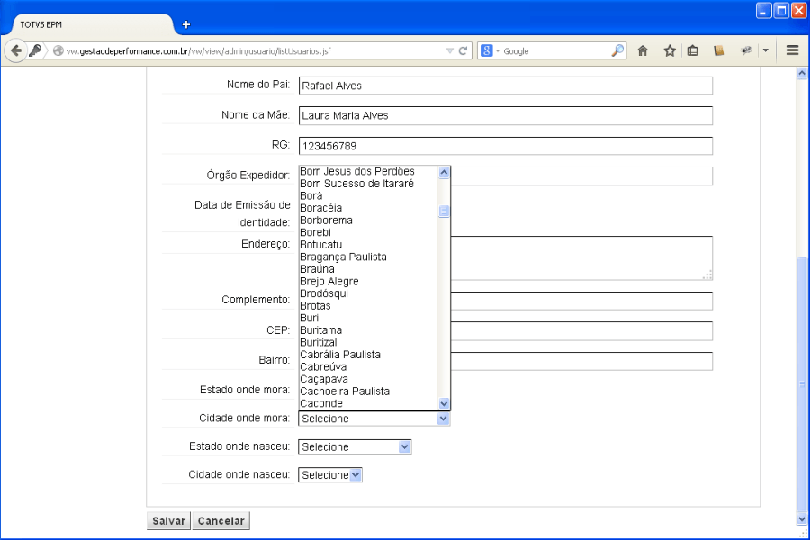 TOTVS EPM
+
vw.gestaodeperformance.com.br/vw/view/admin/usuario/listUsuarios.js
8 - Google
Nome do Pai: Rafael Alves
Nome da Mãe: Laura Maria Alves
RG: 123456789
Órgão Expedidor:
Data de Emissão de
identidade:
Endereço:
Complemento:
CEP:
Bairro:
Estado onde mora:
Bom Jesus dos Perdões
Bom Sucesso de Itararé
Borá
Boracéia
Borborema
Borebi
Botucatu
Bragança Paulista
Braúna
Brejo Alegre
Brodósqui
Brotas
Buri
Buritama
Buritizal
Cabrália Paulista
Cabreúva
Caçapava
Cachoeira Paulista
Caconde
Cidade onde mora: Selecione
Estado onde nasceu: Selecione
Cidade onde nasceu: Selecione
Salvar Cancelar